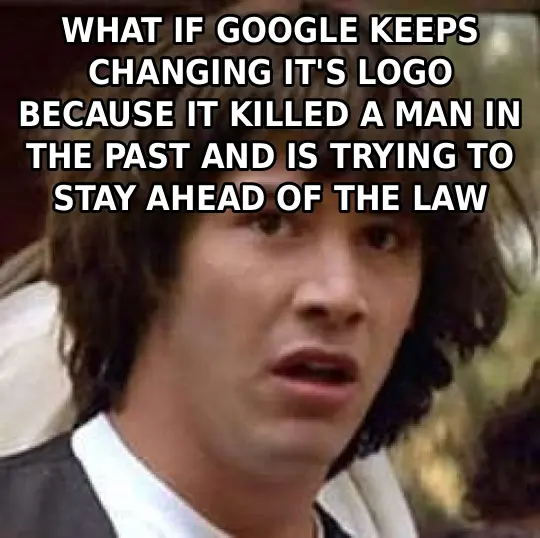 WHAT IF GOOGLE KEEPS
CHANGING IT'S LOGO
BECAUSE IT KILLED A MAN IN
THE PAST AND IS TRYING TO
STAY AHEAD OF THE LAW